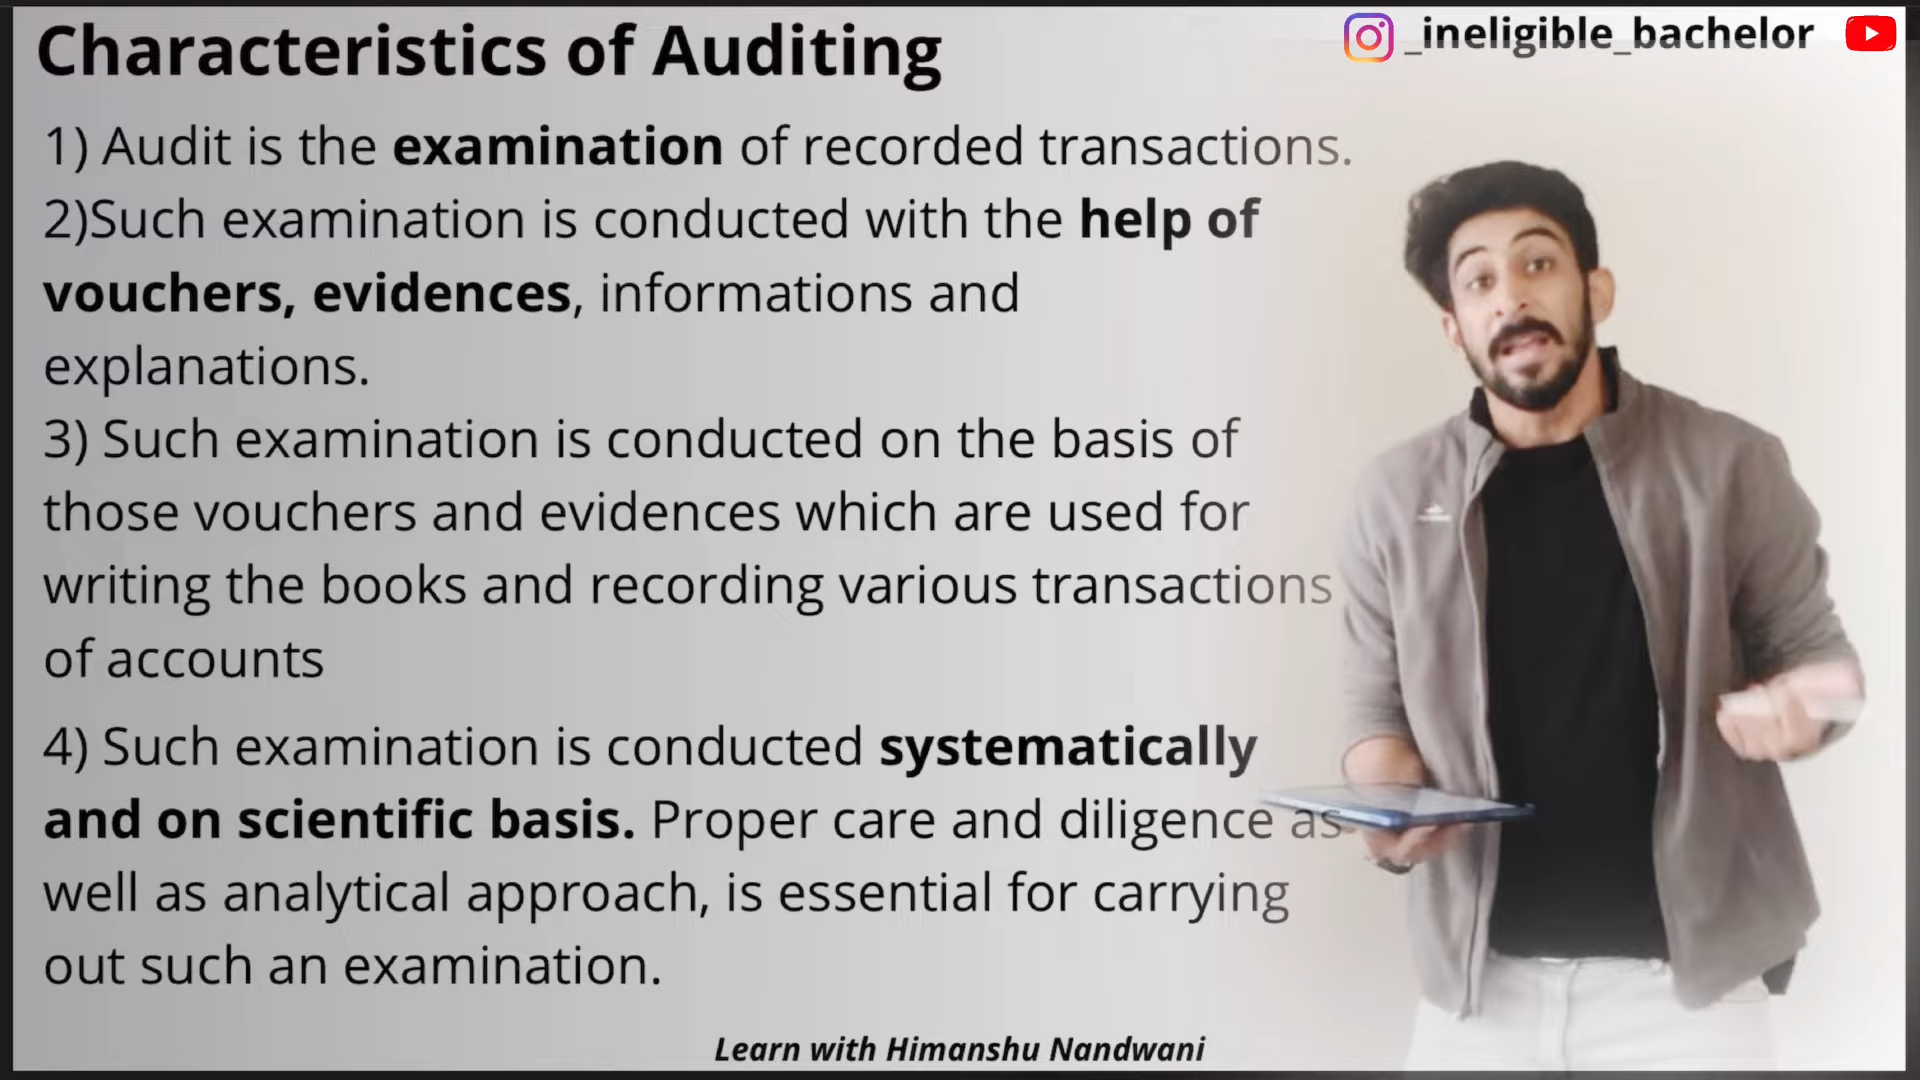 Characteristics of Auditing
_ineligible_bachelor
1) Audit is the examination of recorded transactions.
2)Such examination is conducted with the help of
vouchers, evidences, informations and
explanations.
3) Such examination is conducted on the basis of
those vouchers and evidences which are used for
writing the books and recording various transactions
of accounts
4) Such examination is conducted systematically
and on scientific basis. Proper care and diligence as
well as analytical approach, is essential for carrying
out such an examination.
Learn with Himanshu Nandwani